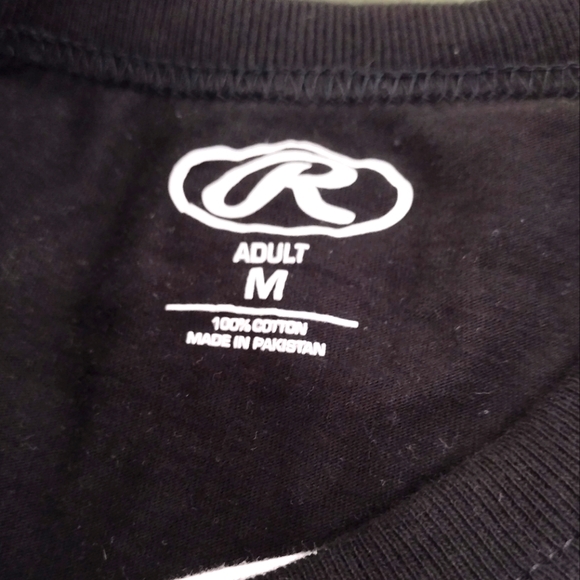 R
ADULT
M
100% COTTON
MADE IN PAKISTAN